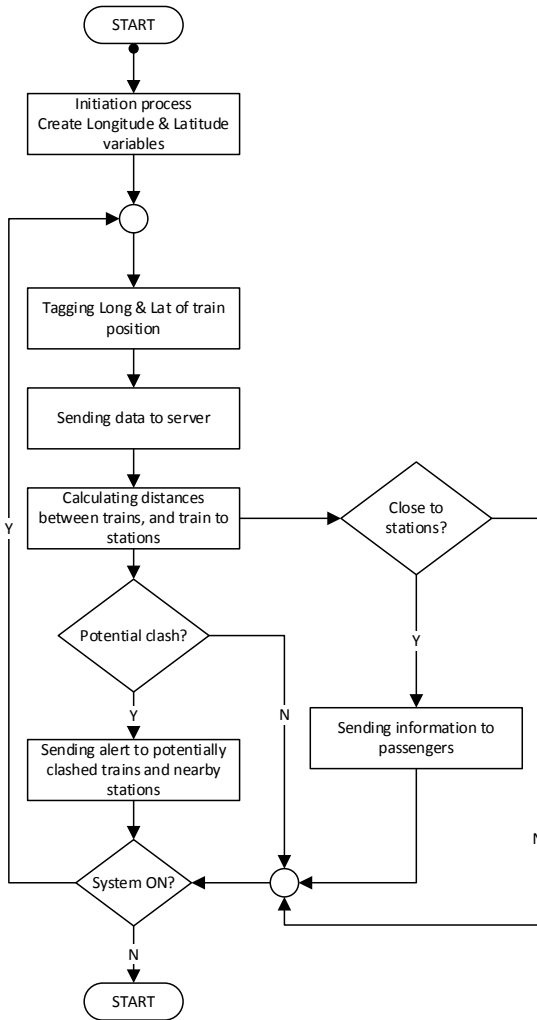 START
Initiation process
Create Longitude & Latitude
variables
Tagging Long & Lat of train
position
Sending data to server
Calculating distances
between trains, and train to
stations
Close to
stations?
Y
Potential clash?
Y
N
Y
Sending information to
passengers
Sending alert to potentially
clashed trains and nearby
stations
N
System ON?
N
START